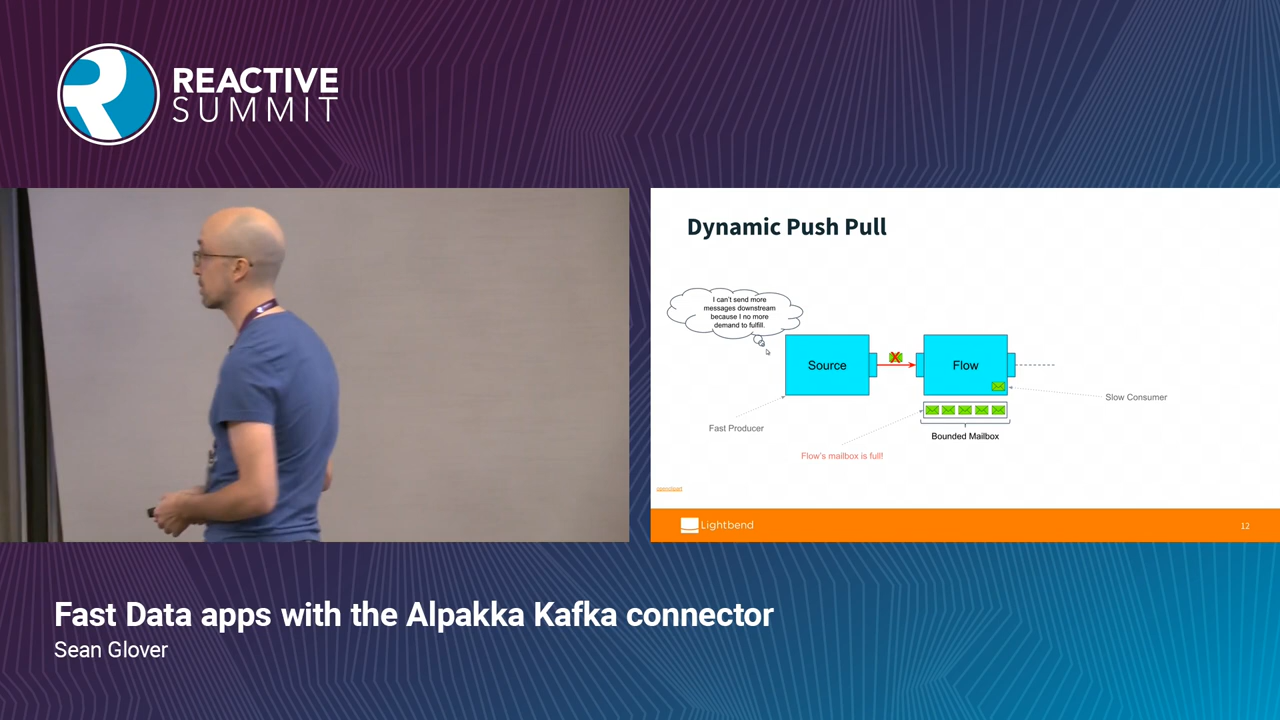 REACTIVE
SUMMIT
Dynamic Push Pull
I can't send more
messages downstream
because I no more
demand to fulfill.
Source
Flow
Slow Consumer
Fast Producer
Bounded Mailbox
Flow's mailbox is full!
openclipart
Lightbend
12
Fast Data apps with the Alpakka Kafka connector
Sean Glover